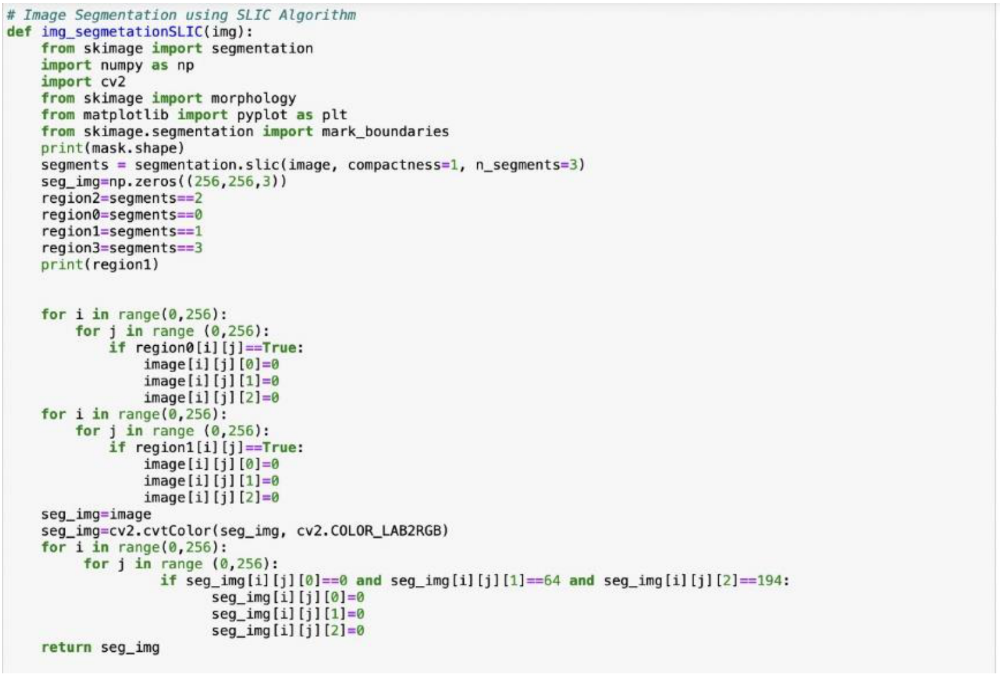 # Image Segmentation using SLIC Algorithm
def img_segmetationSLIC(img):
    from skimage import segmentation
    import numpy as np
    import cv2
    from skimage import morphology
    from matplotlib import pyplot as plt
    from skimage.segmentation import mark_boundaries
    print(mask.shape)
    segments = segmentation.slic(image, compactness=1, n_segments=3)
    seg_img=np.zeros((256,256,3))
    region2=segments==2
    region0=segments==0
    region1=segments==1
    region3=segments==3
    print(region1)
    for i in range(0,256):
        for j in range (0,256):
            if region0[i][j]==True:
                image[i][j][0]=0
                image[i][j][1]=0
                image[i][j][2]=0
    for i in range(0,256):
        for j in range (0,256):
            if region1[i][j]==True:
                image[i][j][0]=0
                image[i][j][1]=0
                image[i][j][2]=0
    seg_img=image
    seg_img=cv2.cvtColor(seg_img, cv2.COLOR_LAB2RGB)
    for i in range(0,256):
         for j in range (0,256):
                  if seg_img[i][j][0]==0 and seg_img[i][j][1]==64 and seg_img[i][j][2]==194:
                        seg_img[i][j][0]=0
                        seg_img[i][j][1]=0
                        seg_img[i][j][2]=0
    return seg_img